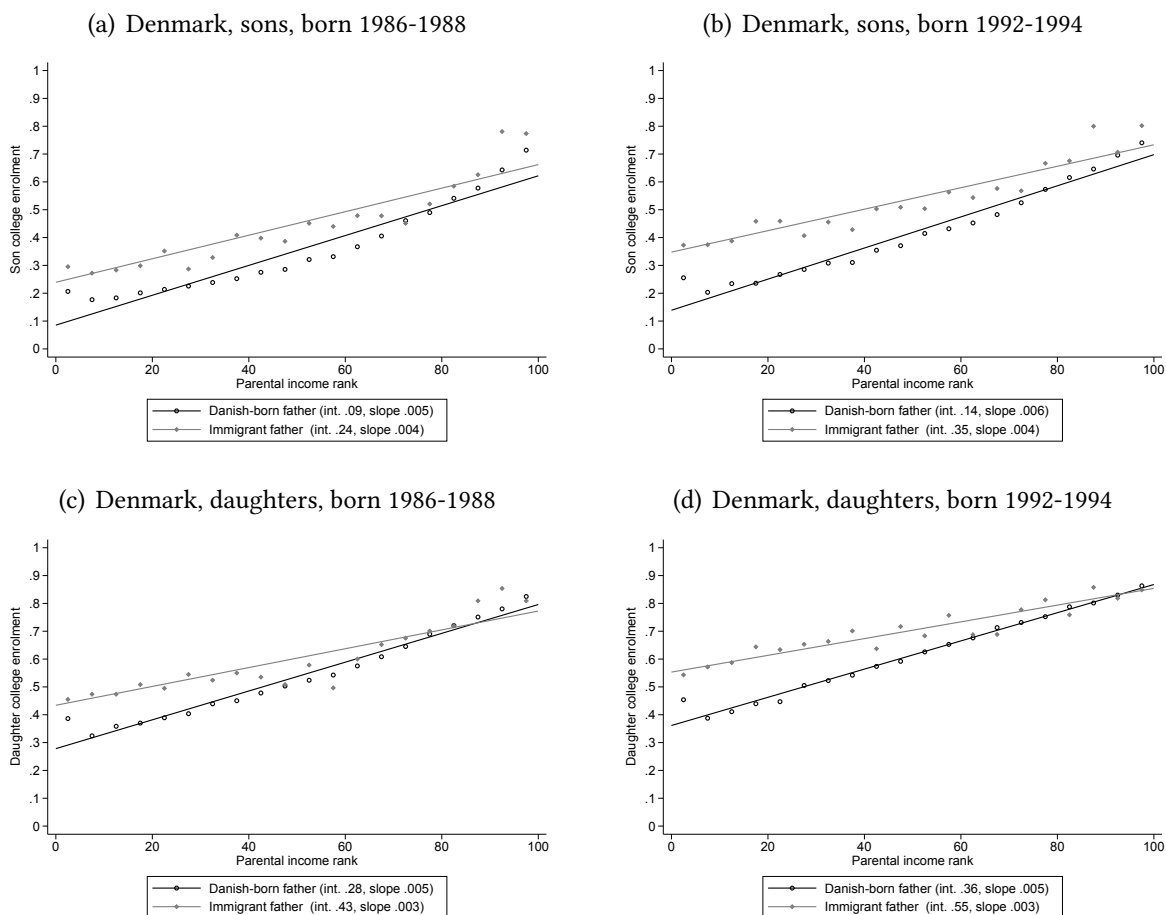 (a) Denmark, sons, born 1986-1988
1
.9
.8
.7
.6
.5
.4
.3
.2
.1
0
Son college enrolment
0 20 40 60 80 100
Parental income rank
Danish-born father (int. .09, slope .005)
Immigrant father (int. .24, slope .004)
(b) Denmark, sons, born 1992-1994
1
.9
.8
.7
.6
.5
.4
.3
.2
.1
0
Son college enrolment
0 20 40 60 80 100
Parental income rank
Danish-born father (int. .14, slope .006)
Immigrant father (int. .35, slope .004)
(c) Denmark, daughters, born 1986-1988
1
.9
.8
.7
.6
.5
.4
.3
.2
.1
0
Daughter college enrolment
0 20 40 60 80 100
Parental income rank
Danish-born father (int. .28, slope .005)
Immigrant father (int. .43, slope .003)
(d) Denmark, daughters, born 1992-1994
1
.9
.8
.7
.6
.5
.4
.3
.2
.1
0
Daughter college enrolment
0 20 40 60 80 100
Parental income rank
Danish-born father (int. .36, slope .005)
Immigrant father (int. .55, slope .003)